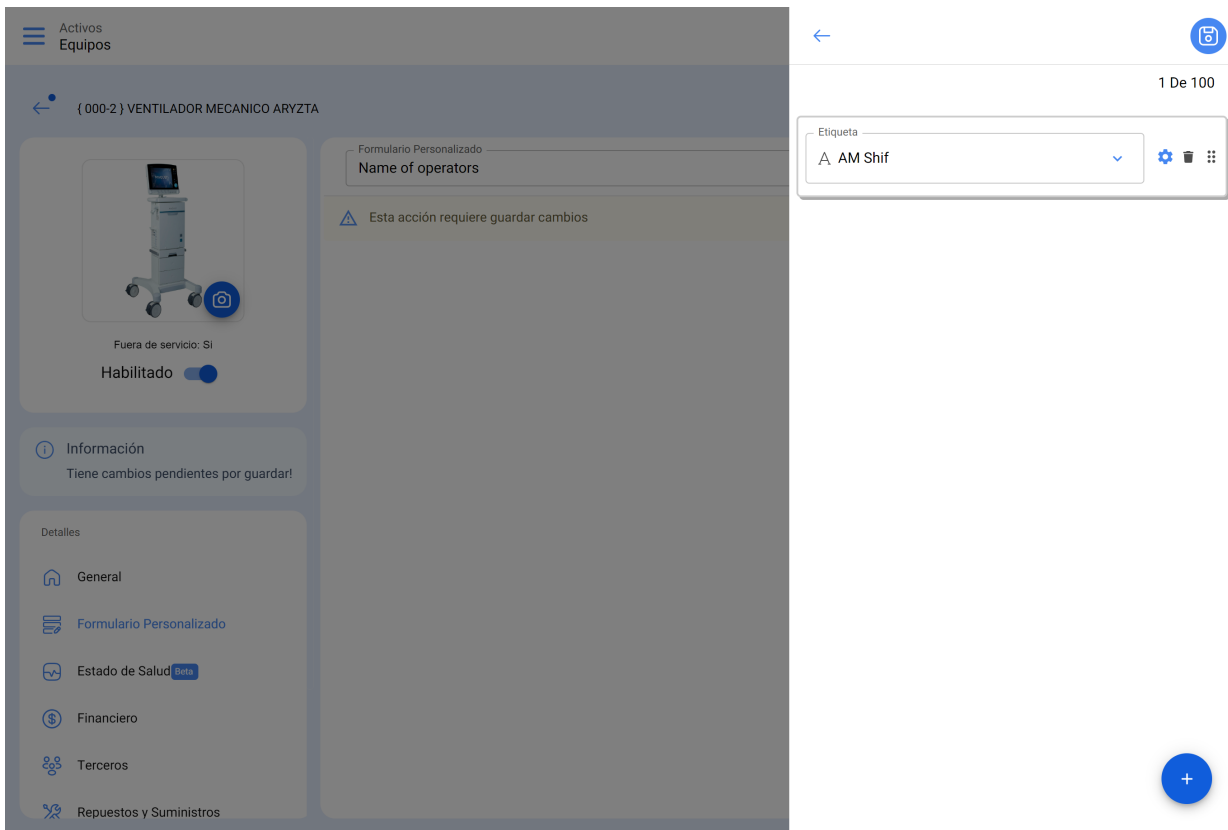 Activos
Equipos
1 De 100
{ 000-2 } VENTILADOR MECANICO ARYZTA
Etiqueta
A AM Shif
Formulario Personalizado
Name of operators
Esta acción requiere guardar cambios
Fuera de servicio: Si
Habilitado
Información
Tiene cambios pendientes por guardar!
Detalles
General
Formulario Personalizado
Estado de Salud Beta
Financiero
Terceros
Repuestos y Suministros